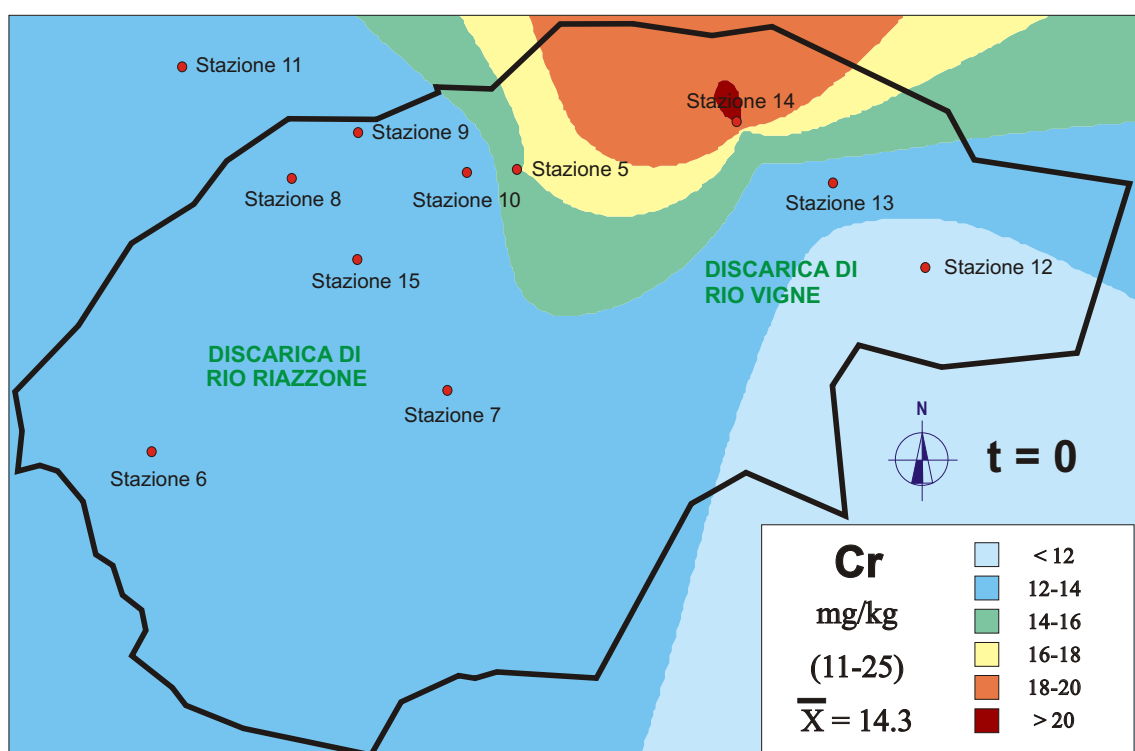 Stazione 11
Stazione 14
Stazione 9
Stazione 5
Stazione 8
Stazione 10
Stazione 13
DISCARICA DI
RIO VIGNE
Stazione 12
Stazione 15
DISCARICA DI
RIO RIAZZONE
Stazione 7
Stazione 6
N
t = 0
Cr
mg/kg
(11-25)
X = 14.3
< 12
12-14
14-16
16-18
18-20
> 20